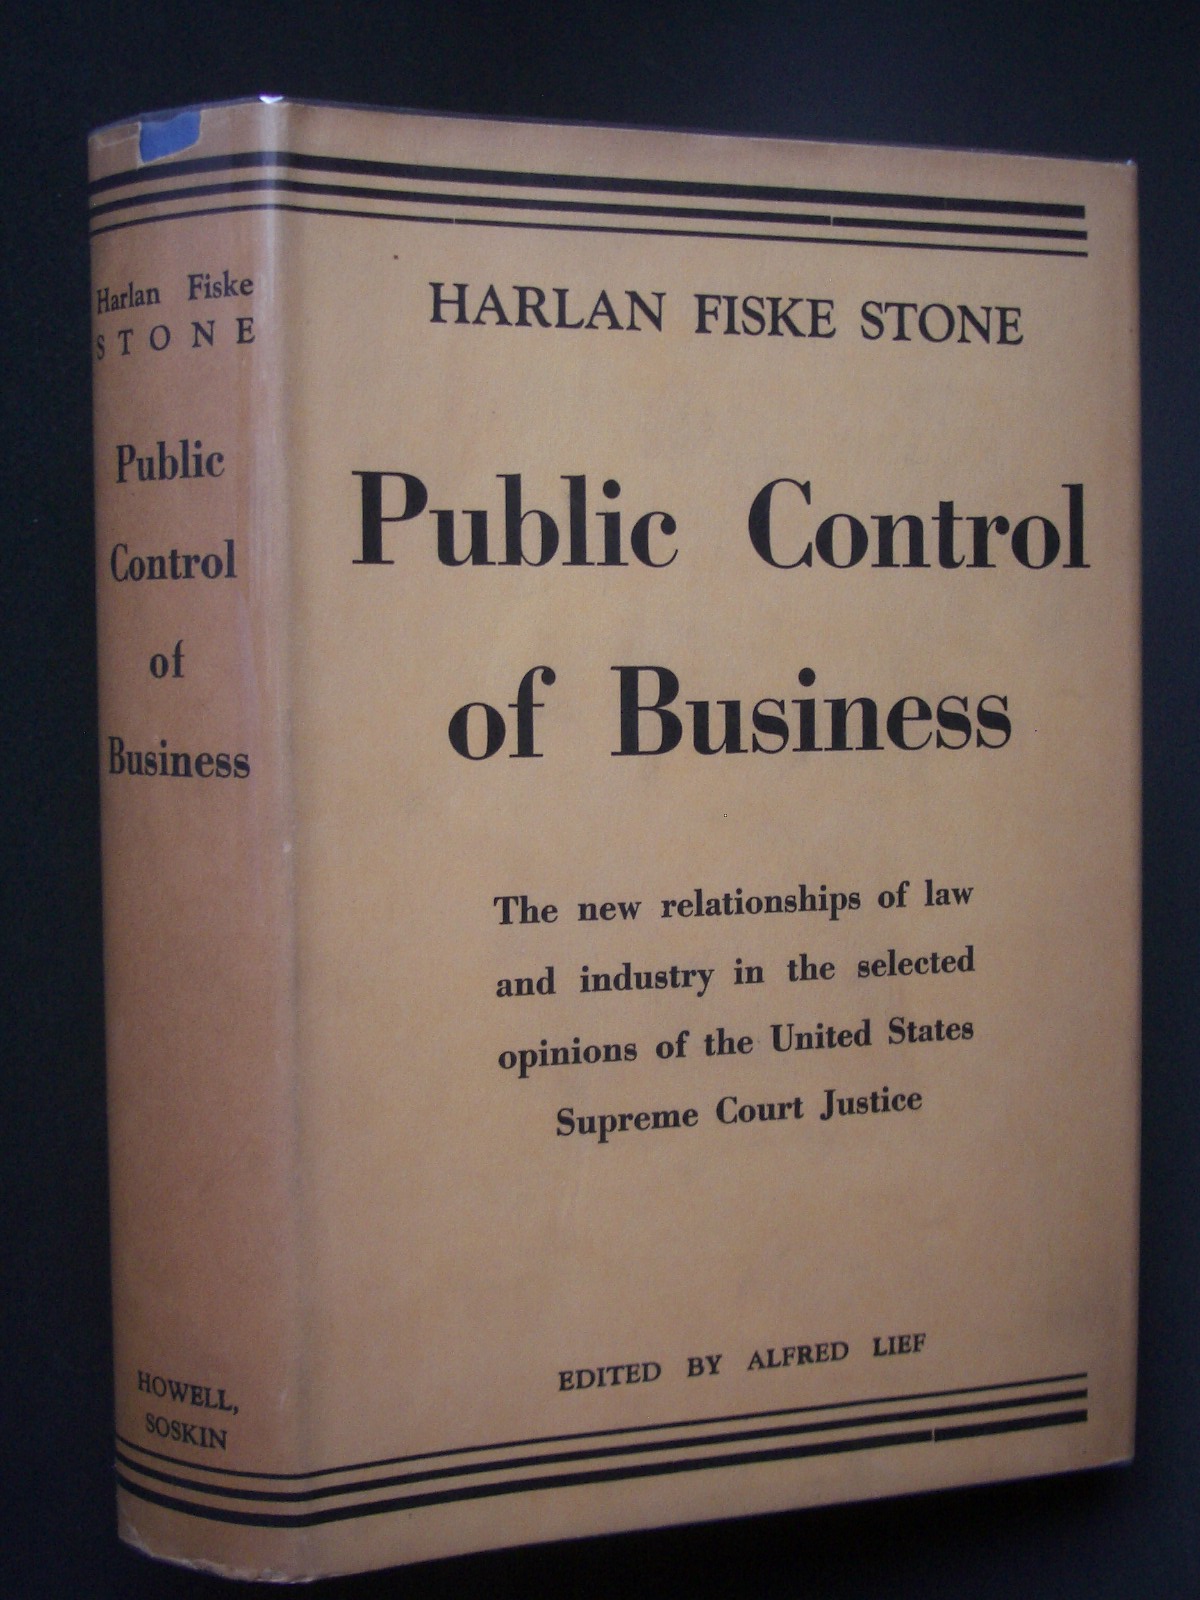 Harlan Fiske
STONE
Public
Control
of
Business
HOWELL,
SOSKIN
HARLAN FISKE STONE
Public Control
of Business
The new relationships of law
and industry in the selected
opinions of the United States
Supreme Court Justice
EDITED BY ALFRED LIEF